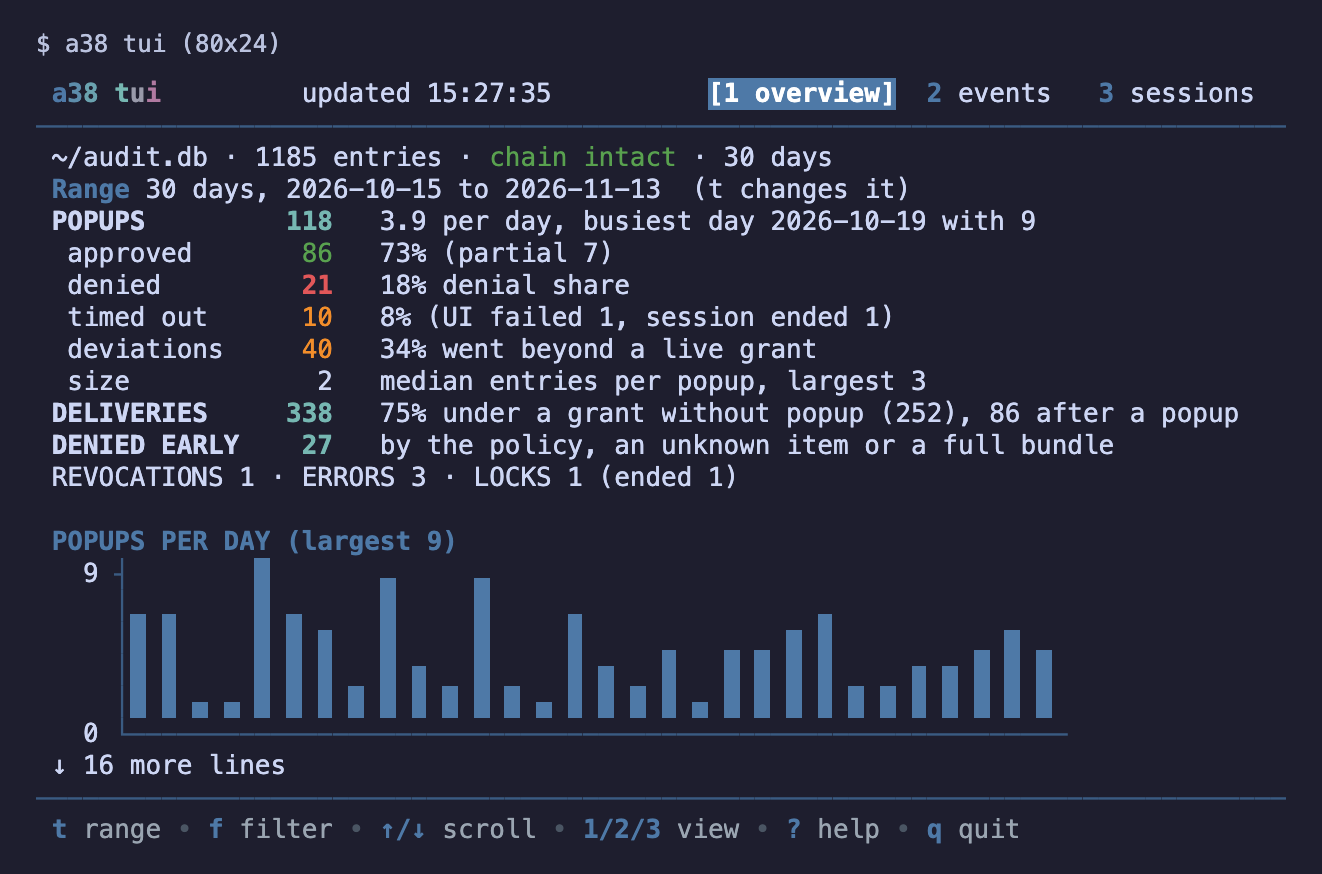 $ a38 tui (80x24)
a38 tui updated 15:27:35 [1 overview] 2 events 3 sessions
~/audit.db · 1185 entries · chain intact · 30 days
Range 30 days, 2026-10-15 to 2026-11-13 (t changes it)
POPUPS 118 3.9 per day, busiest day 2026-10-19 with 9
approved 86 73% (partial 7)
denied 21 18% denial share
timed out 10 8% (UI failed 1, session ended 1)
deviations 40 34% went beyond a live grant
size 2 median entries per popup, largest 3
DELIVERIES 338 75% under a grant without popup (252), 86 after a popup
DENIED EARLY 27 by the policy, an unknown item or a full bundle
REVOCATIONS 1 · ERRORS 3 · LOCKS 1 (ended 1)
POPUPS PER DAY (largest 9)
9
0
↓ 16 more lines
t range • f filter • ↑/↓ scroll • 1/2/3 view • ? help • q quit